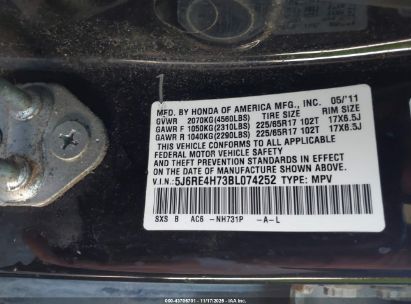 MFD. BY HONDA OF AMERICA MFG., INC. 05/'11
GVWR 2070KG(4560LBS) TIRE SIZE RIM SIZE
GAWR F 1050KG(2310LBS) 225/65R17 102T 17X6.5J
GAWR R 1040KG(2290LBS) 225/65R17 102T 17X6.5J
THIS VEHICLE CONFORMS TO ALL APPLICABLE
FEDERAL MOTOR VEHICLE SAFETY
AND THEFT PREVENTION STANDARDS IN EFFECT
ON THE DATE OF MANUFACTURE SHOWN ABOVE.
V.I.N.: 5J6RE4H73BL074252 TYPE: MPV
SXS B AC6 -NH731P -A-L